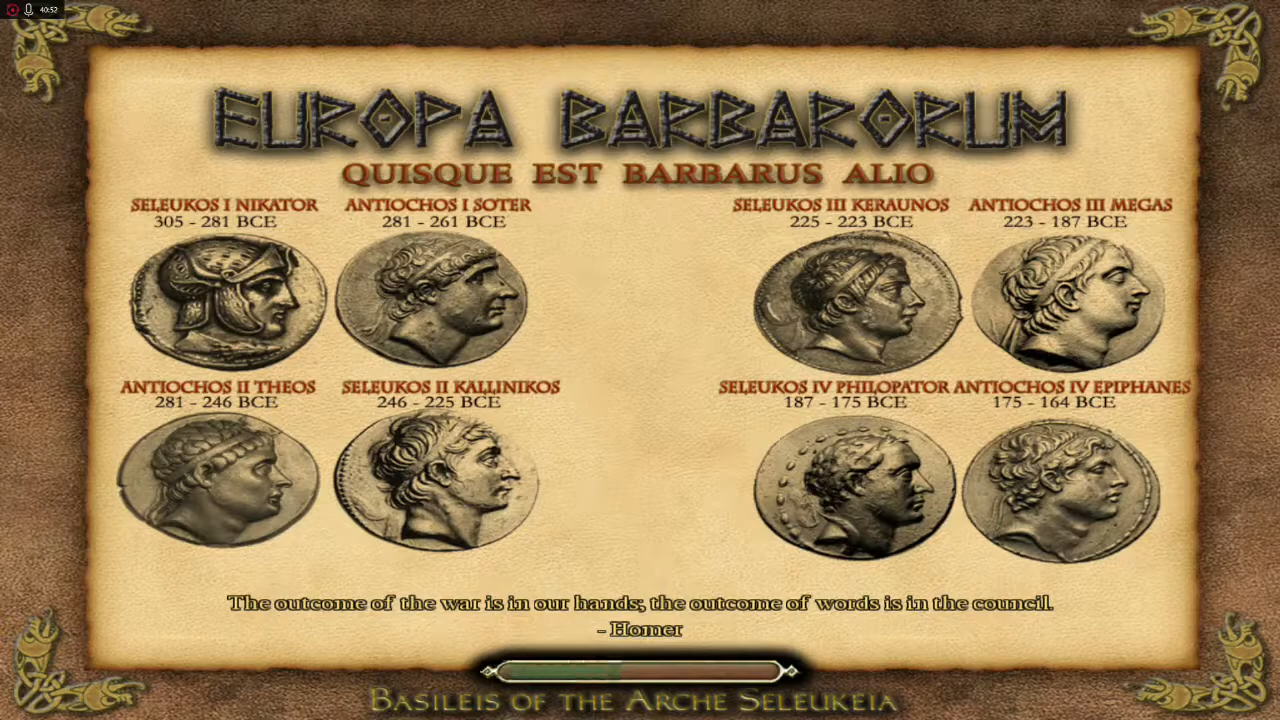 40:52
EUROPA BARBARORUM
QUISQUE EST BARBARUS ALIO
SELEUKOS I NIKATOR
305 - 281 BCE
ANTIOCHOS I SOTER
281 - 261 BCE
SELEUKOS III KERAUNOS
225 - 223 BCE
ANTIOCHOS III MEGAS
223 - 187 BCE
ANTIOCHOS II THEOS
281 - 246 BCE
SELEUKOS II KALLINIKOS
246 - 225 BCE
SELEUKOS IV PHILOPATOR
187 - 175 BCE
ANTIOCHOS IV EPIPHANES
175 - 164 BCE
The outcome of the war is in our hands; the outcome of words is in the council.
- Homer
BASILEIS OF THE ARCHE SELEUKEIA